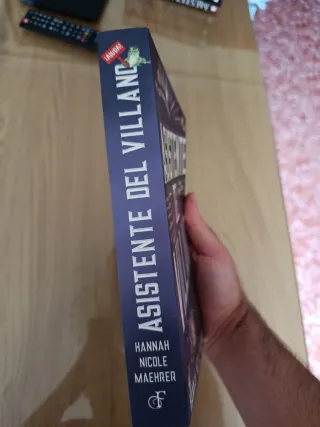 ASISTENTE DEL VILLANO
HANNAH
NICOLE
MAEHRER